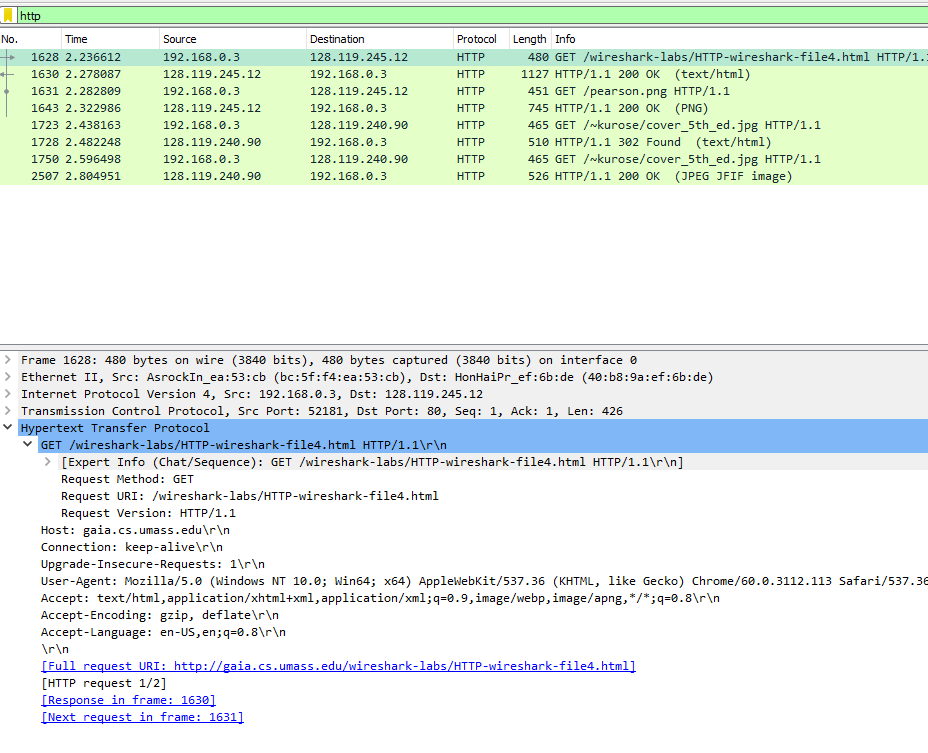 http
No. Time Source Destination Protocol Length Info
1628 2.236612 192.168.0.3 128.119.245.12 HTTP 480 GET /wireshark-labs/HTTP-wireshark-file4.html HTTP/1.1
1630 2.278087 128.119.245.12 192.168.0.3 HTTP 1127 HTTP/1.1 200 OK (text/html)
1631 2.282809 192.168.0.3 128.119.245.12 HTTP 451 GET /pearson.png HTTP/1.1
1643 2.322986 128.119.245.12 192.168.0.3 HTTP 745 HTTP/1.1 200 OK (PNG)
1723 2.438163 192.168.0.3 128.119.240.90 HTTP 465 GET /~kurose/cover_5th_ed.jpg HTTP/1.1
1728 2.482248 128.119.240.90 192.168.0.3 HTTP 510 HTTP/1.1 302 Found (text/html)
1750 2.596498 192.168.0.3 128.119.240.90 HTTP 465 GET /~kurose/cover_5th_ed.jpg HTTP/1.1
2507 2.804951 128.119.240.90 192.168.0.3 HTTP 526 HTTP/1.1 200 OK (JPEG JFIF image)
Frame 1628: 480 bytes on wire (3840 bits), 480 bytes captured (3840 bits) on interface 0
Ethernet II, Src: AsrockIn_ea:53:cb (bc:5f:f4:ea:53:cb), Dst: HonHaiPr_ef:6b:de (40:b8:9a:ef:6b:de)
Internet Protocol Version 4, Src: 192.168.0.3, Dst: 128.119.245.12
Transmission Control Protocol, Src Port: 52181, Dst Port: 80, Seq: 1, Ack: 1, Len: 426
Hypertext Transfer Protocol
GET /wireshark-labs/HTTP-wireshark-file4.html HTTP/1.1\r\n
[Expert Info (Chat/Sequence): GET /wireshark-labs/HTTP-wireshark-file4.html HTTP/1.1\r\n]
Request Method: GET
Request URI: /wireshark-labs/HTTP-wireshark-file4.html
Request Version: HTTP/1.1
Host: gaia.cs.umass.edu\r\n
Connection: keep-alive\r\n
Upgrade-Insecure-Requests: 1\r\n
User-Agent: Mozilla/5.0 (Windows NT 10.0; Win64; x64) AppleWebKit/537.36 (KHTML, like Gecko) Chrome/60.0.3112.113 Safari/537.36
Accept: text/html,application/xhtml+xml,application/xml;q=0.9,image/webp,image/apng,*/*;q=0.8\r\n
Accept-Encoding: gzip, deflate\r\n
Accept-Language: en-US,en;q=0.8\r\n
\r\n
[Full request URI: http://gaia.cs.umass.edu/wireshark-labs/HTTP-wireshark-file4.html]
[HTTP request 1/2]
[Response in frame: 1630]
[Next request in frame: 1631]